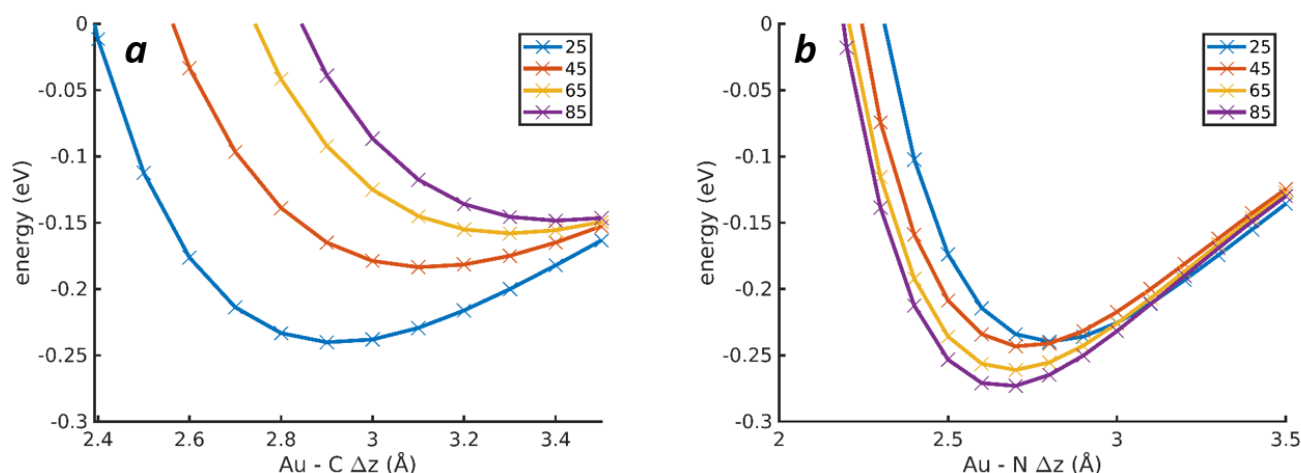 a
25
45
65
85
0
-0.05
-0.1
-0.15
-0.2
-0.25
-0.3
energy (eV)
2.4 2.6 2.8 3 3.2 3.4
Au - C Δz (Å)
b
25
45
65
85
0
-0.05
-0.1
-0.15
-0.2
-0.25
-0.3
energy (eV)
2 2.5 3 3.5
Au - N Δz (Å)